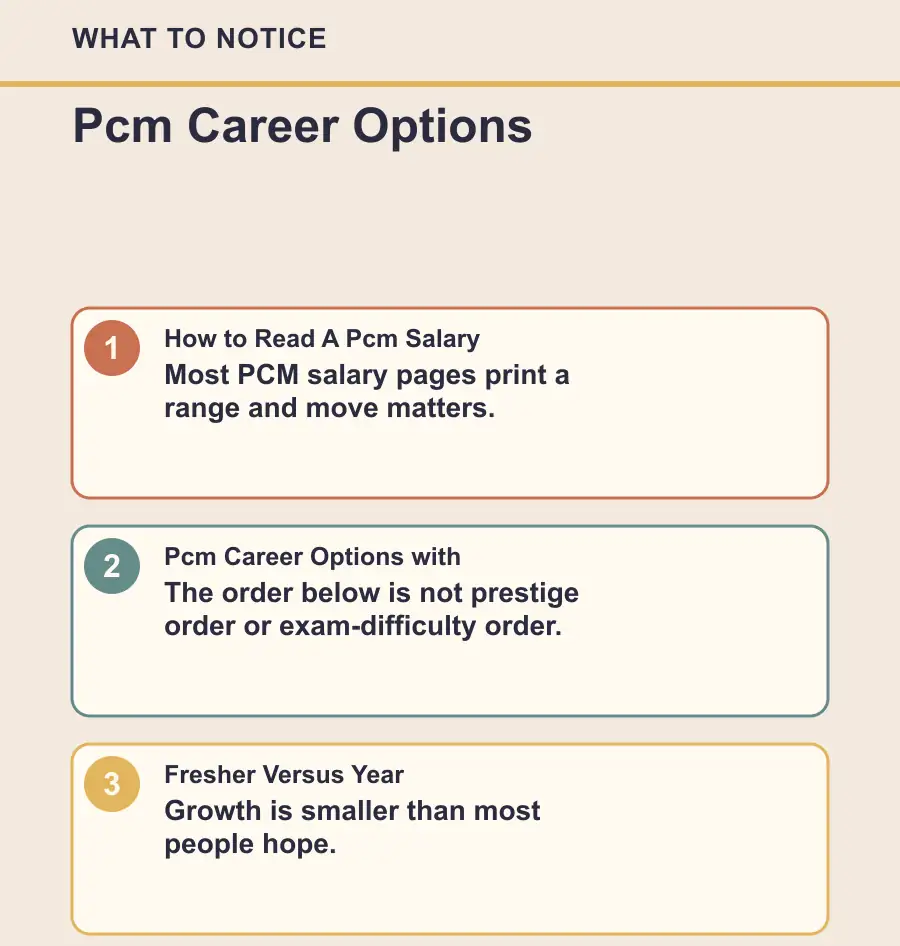 WHAT TO NOTICE
Pcm Career Options
1
How to Read A Pcm Salary
Most PCM salary pages print a
range and move matters.
2
Pcm Career Options with
The order below is not prestige
order or exam-difficulty order.
3
Fresher Versus Year
Growth is smaller than most
people hope.